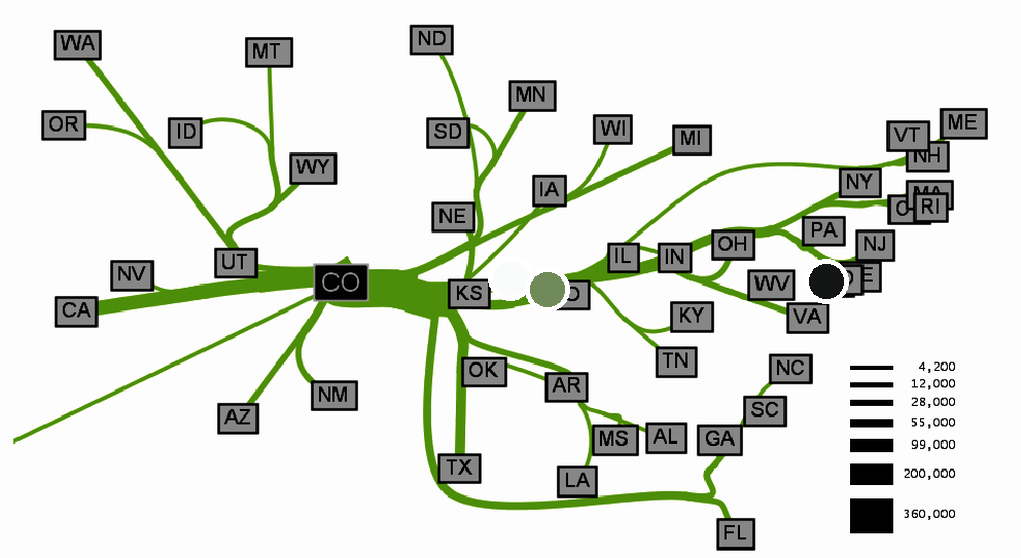 WA
MT
ND
MN
OR
ID
SD
WI
MI
ME
VT
NH
WY
IA
NE
NY
RI
UT
OH
PA
NJ
NV
CO
KS
IL
IN
WV
CA
KY
VA
TN
OK
AR
NC
AZ
NM
SC
MS
AL
GA
TX
LA
FL
4,200
12,000
28,000
55,000
99,000
200,000
360,000